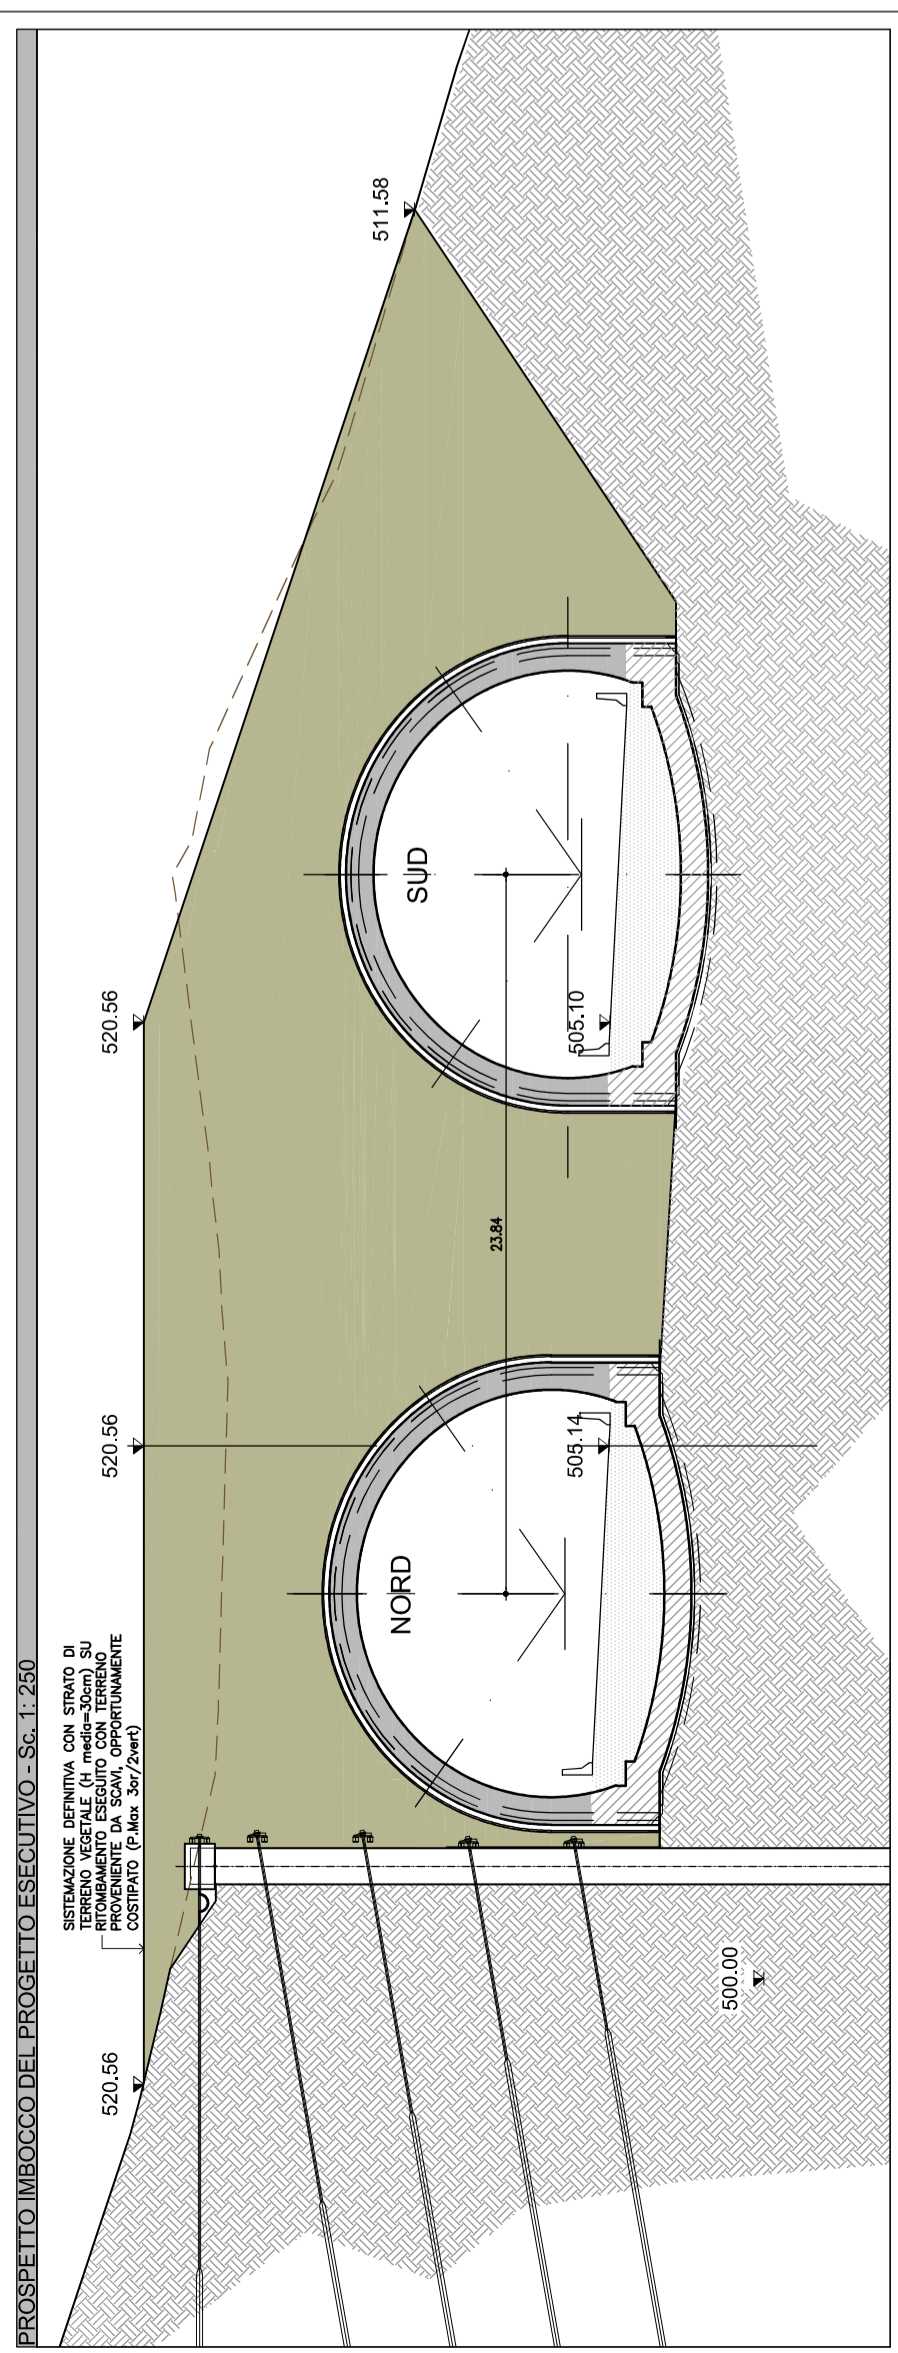 PROSPETTO IMBOCCO DEL PROGETTO ESECUTIVO - Sc. 1: 250
SISTEMAZIONE DEFINITIVA CON STRATO DI
TERRENO VEGETALE (H media=30cm) SU
RITOMBAMENTO ESEGUITO CON TERRENO
PROVENIENTE DA SCAVI, OPPORTUNAMENTE
COSTIPATO (P.Max 3or/2vert)
520.56
520.56
520.56
511.58
NORD
SUD
23.84
505.14
505.10
500.00